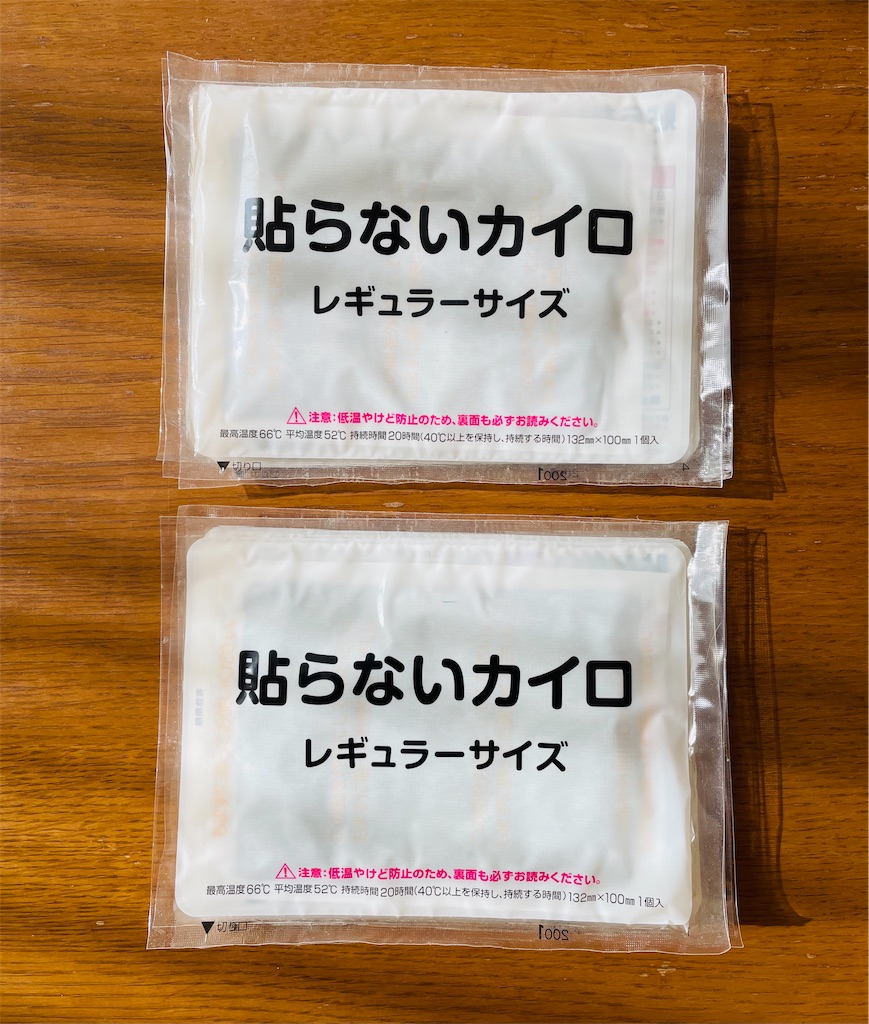 貼らないカイロ
レギュラーサイズ
注意:低温やけど防止のため、裏面も必ずお読みください。
最高温度66℃ 平均温度52℃ 持続時間20時間(40℃以上を保持し、持続する時間)132㎜×100㎜ 1個入
▼切り口
2001
貼らないカイロ
レギュラーサイズ
注意:低温やけど防止のため、裏面も必ずお読みください。
最高温度66℃ 平均温度52℃ 持続時間20時間(40℃以上を保持し、持続する時間)132㎜×100㎜ 1個入
▼切り口
2001